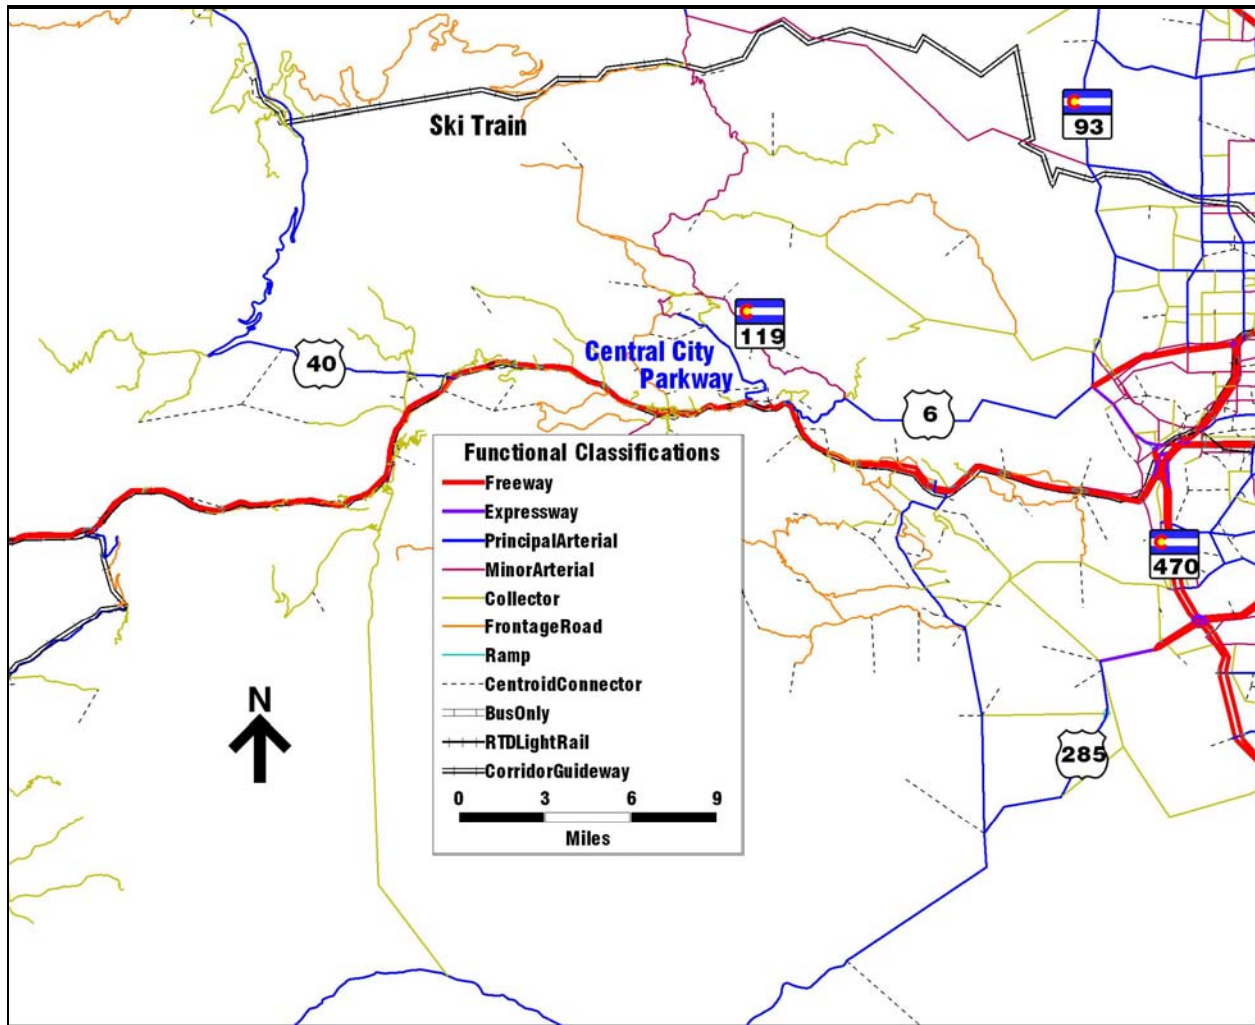 Ski Train
93
119
Central City
Parkway
40
6
Functional Classifications
Freeway
Expressway
PrincipalArterial
MinorArterial
Collector
FrontageRoad
Ramp
CentroidConnector
BusOnly
RTDLightRail
CorridorGuideway
0 3 6 9
Miles
470
N
285